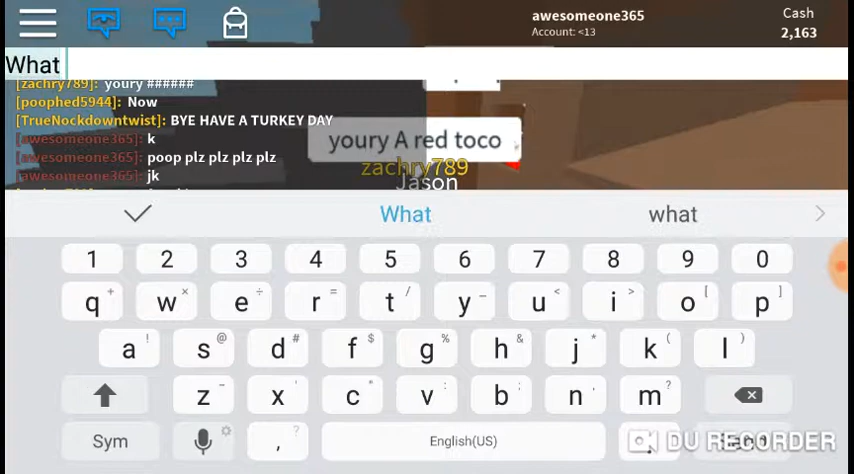 awesomeone365
Account: <13
Cash
2,163
What
[zachry789]: youry ######
[poophed5944]: Now
[TrueNockdowntwist]: BYE HAVE A TURKEY DAY
[awesomeone365]: k
[awesomeone365]: poop plz plz plz plz
[awesomeone365]: jk
youry A red toco
zachry789
Jason
What what
1 2 3 4 5 6 7 8 9 0
q + w × e ÷ r = t / y _ u < i > o [ p ]
a ! s @ d # f $ g % h & j * k ( l )
z - x ' c " v : b ; n , m ?
Sym , ? English(US) . Send
DU RECORDER